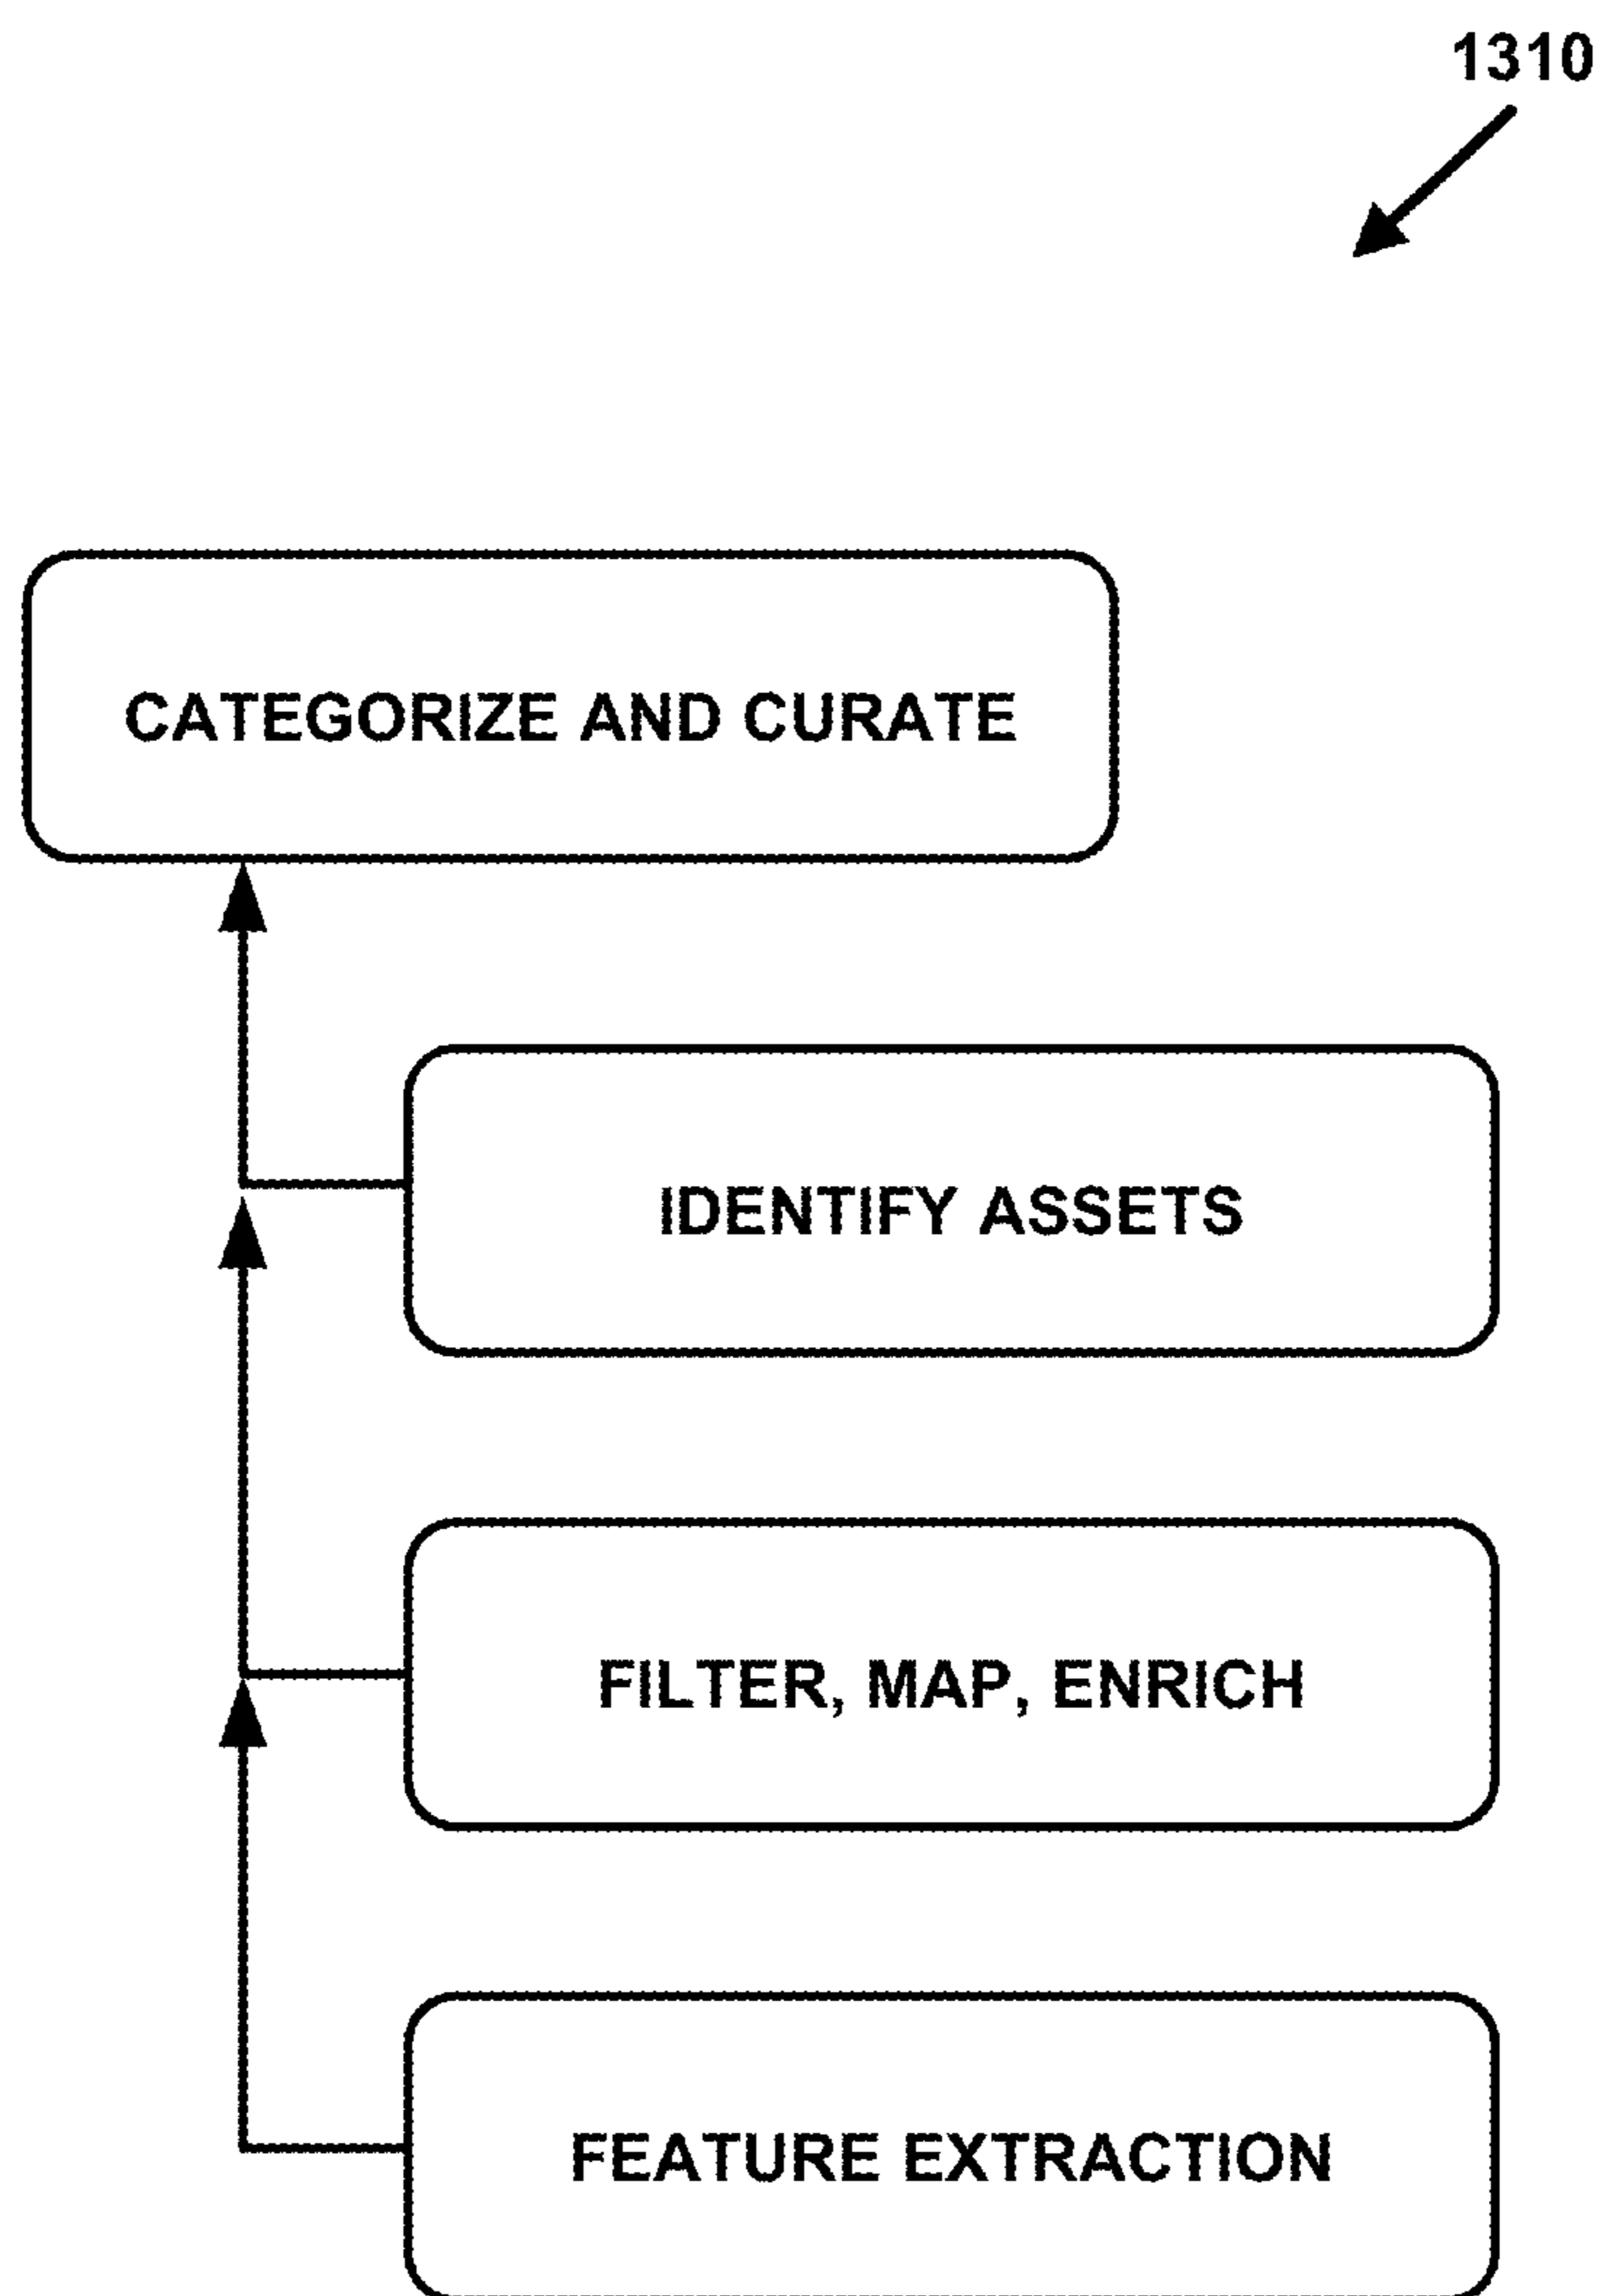 1310
CATEGORIZE AND CURATE
IDENTIFY ASSETS
FILTER, MAP, ENRICH
FEATURE EXTRACTION